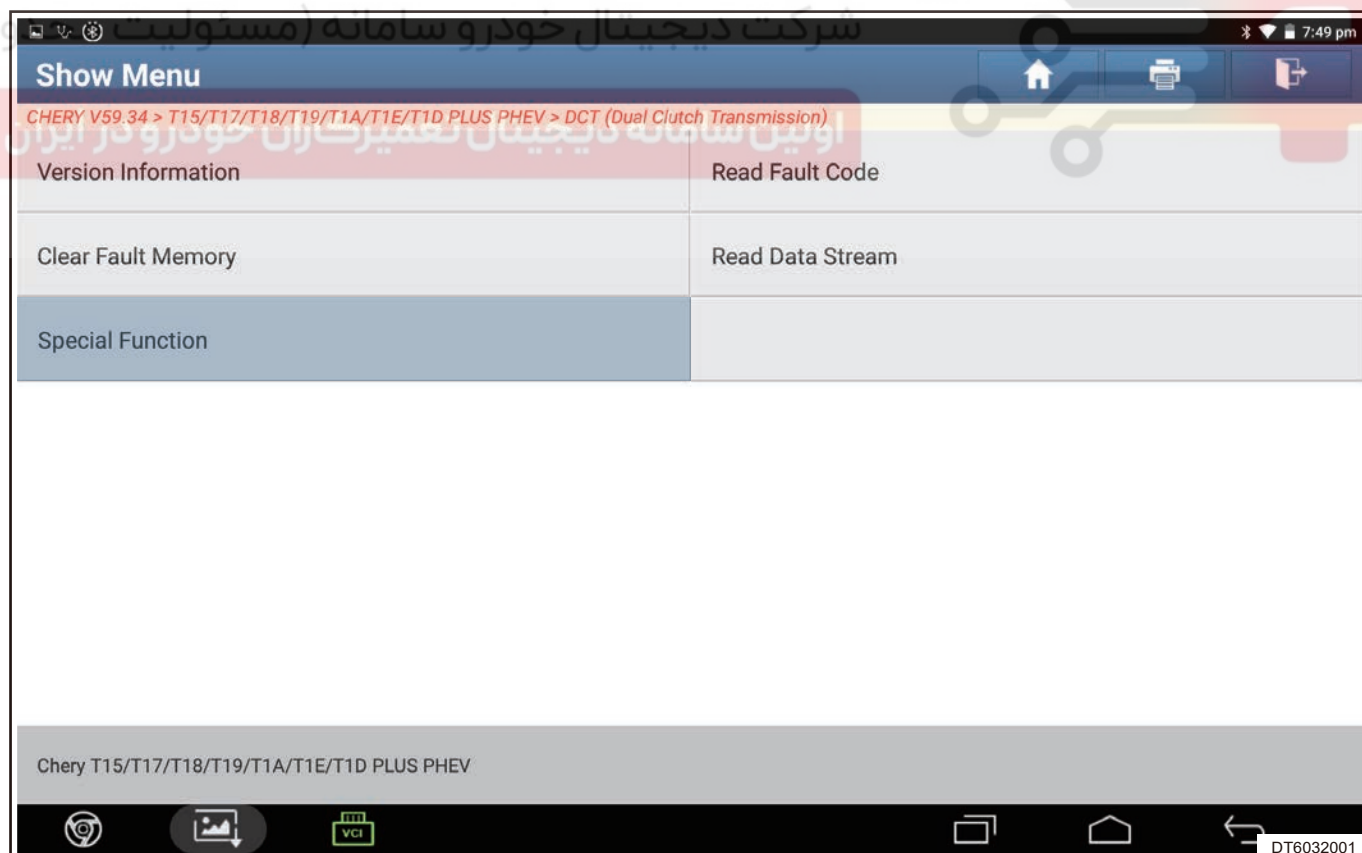 شرکت دیجیتال خودرو سامانه (مسئولیت
7:49 pm
Show Menu
CHERY V59.34 > T15/T17/T18/T19/T1A/T1E/T1D PLUS PHEV > DCT (Dual Clutch Transmission)
اولین سامانه دیجیتال تعمیرکاران خودرو در ایران
Version Information
Read Fault Code
Clear Fault Memory
Read Data Stream
Special Function
Chery T15/T17/T18/T19/T1A/T1E/T1D PLUS PHEV
VCI
DT6032001